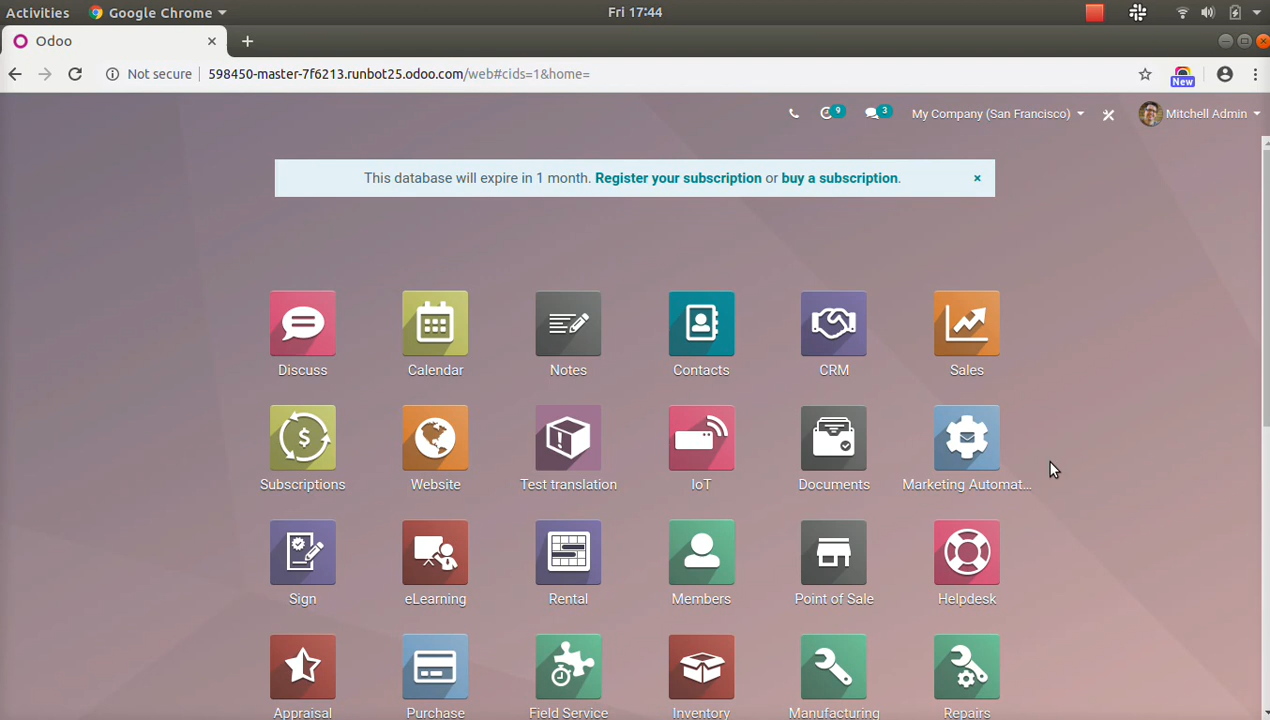 Activities Google Chrome Fri 17:44
Odoo
Not secure 598450-master-7f6213.runbot25.odoo.com/web#cids=1&home= New
9 3 My Company (San Francisco) Mitchell Admin
This database will expire in 1 month. Register your subscription or buy a subscription. ×
Discuss Calendar Notes Contacts CRM Sales
Subscriptions Website Test translation IoT Documents Marketing Automat...
Sign eLearning Rental Members Point of Sale Helpdesk
Appraisal Purchase Field Service Inventory Manufacturing Repairs